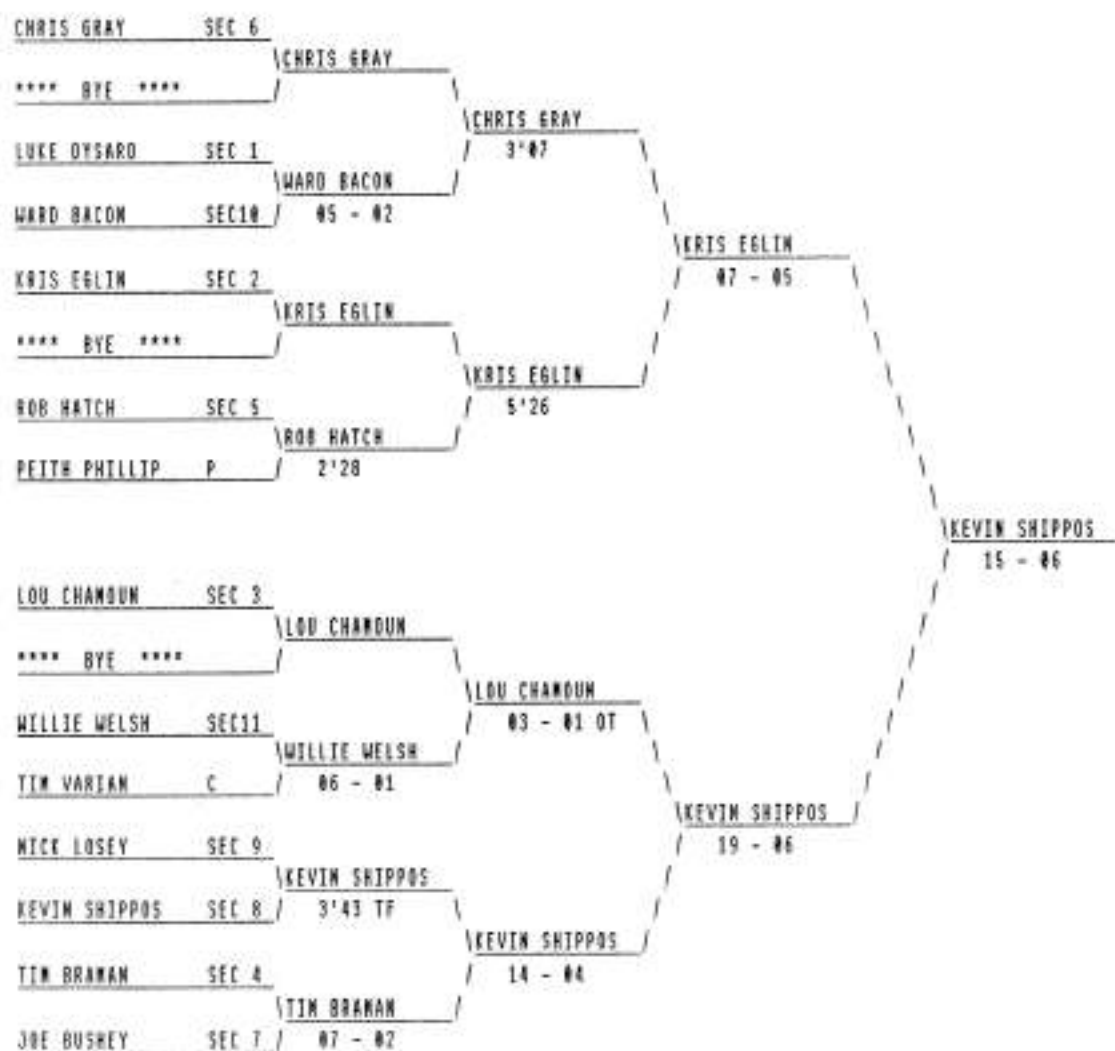 CHRIS GRAY SEC 6
CHRIS GRAY
**** BYE ****
CHRIS GRAY
3'07
LUKE DYSARD SEC 1
WARD BACON
WARD BACON SEC10
05 - 02
KRIS EGLIN
07 - 05
KRIS EGLIN SEC 2
KRIS EGLIN
**** BYE ****
KRIS EGLIN
5'26
ROB HATCH SEC 5
ROB HATCH
PEITH PHILLIP P
2'28
KEVIN SHIPPOS
15 - 06
LOU CHAMOUN SEC 3
LOU CHAMOUN
**** BYE ****
LOU CHAMOUN
03 - 01 OT
WILLIE WELSH SEC11
WILLIE WELSH
TIM VARIAN C
06 - 01
KEVIN SHIPPOS
19 - 06
NICK LOSEY SEC 9
KEVIN SHIPPOS
KEVIN SHIPPOS SEC 8
3'43 TF
KEVIN SHIPPOS
14 - 04
TIM BRAMAN SEC 4
TIM BRAMAN
JOE BUSHEY SEC 7
07 - 02